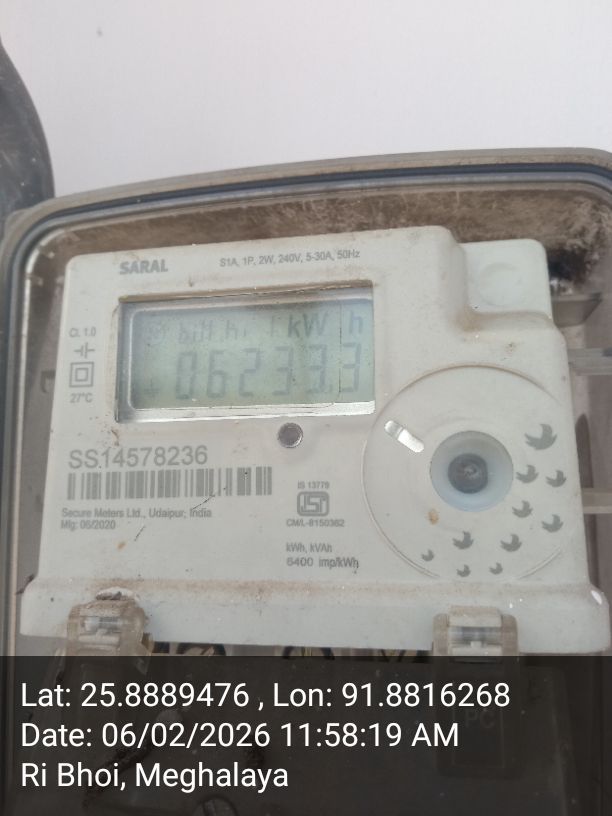 SARAL
S1A, 1P, 2W, 240V, 5-30A, 50Hz
Cl. 1.0
kW h
06233.3
27°C
SS14578236
Secure Meters Ltd., Udaipur, India
Mfg: 06/2020
IS 13779
ISI
CM/L-8150362
kWh, kVAh
6400 imp/kWh
Lat: 25.8889476 , Lon: 91.8816268
Date: 06/02/2026 11:58:19 AM
Ri Bhoi, Meghalaya